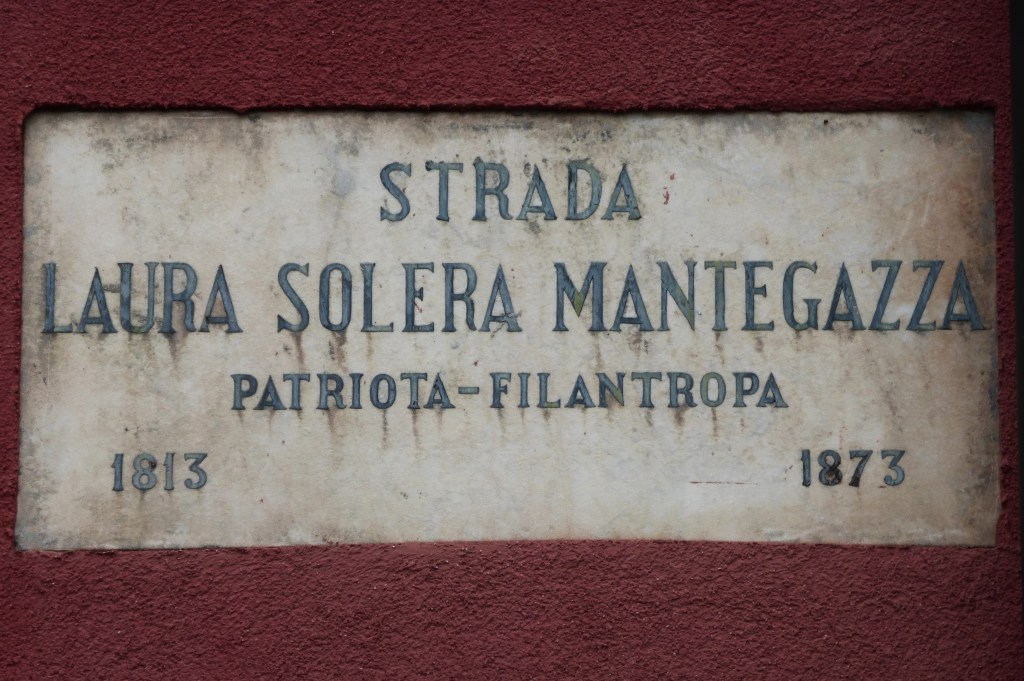 STRADA
LAURA SOLERA MANTEGAZZA
PATRIOTA-FILANTROPA
1813 1873